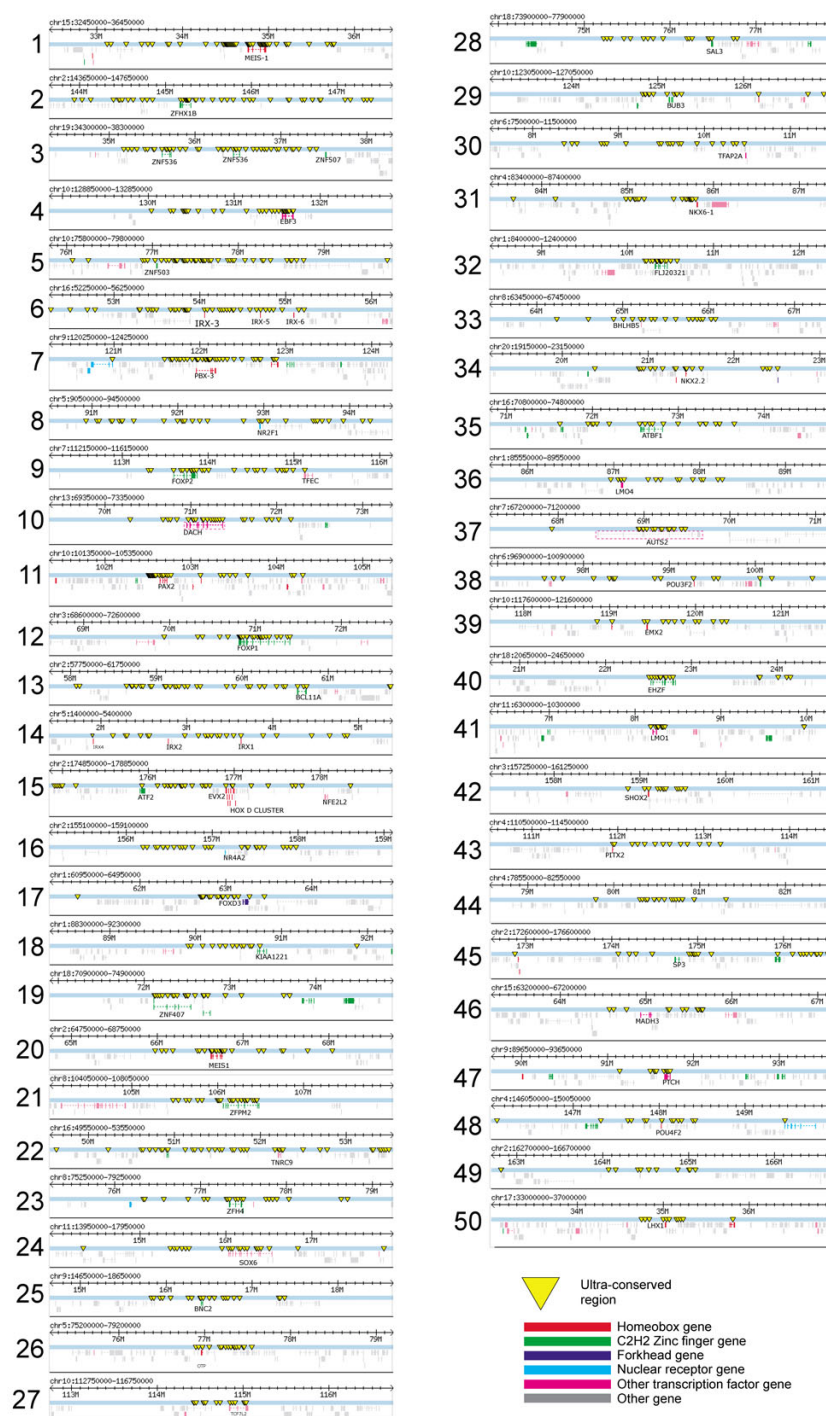 1
chr15:32450000-36450000
33M 34M 35M 36M
MEIS-1
2
chr2:143650000-147650000
144M 145M 146M 147M
ZFHX1B
3
chr19:34300000-38300000
35M 36M 37M 38M
ZNF536 ZNF536 ZNF507
4
chr10:128850000-132850000
130M 131M 132M
EBF3
5
chr10:75800000-79800000
76M 77M 78M 79M
ZNF503
6
chr16:52250000-56250000
53M 54M 55M 56M
IRX-3 IRX-5 IRX-6
7
chr9:120250000-124250000
121M 122M 123M 124M
PBX-3
8
chr5:90500000-94500000
91M 92M 93M 94M
NR2F1
9
chr7:112150000-116150000
113M 114M 115M 116M
FOXP2 TFEC
10
chr13:69350000-73350000
70M 71M 72M 73M
DACH
11
chr10:101350000-105350000
102M 103M 104M 105M
PAX2
12
chr3:68600000-72600000
69M 70M 71M 72M
FOXP1
13
chr2:57750000-61750000
58M 59M 60M 61M
BCL11A
14
chr5:1400000-5400000
2M 3M 4M 5M
IRX4 IRX2 IRX1
15
chr2:174850000-178850000
176M 177M 178M
ATF2 EVX2 NFE2L2
HOX D CLUSTER
16
chr2:155100000-159100000
156M 157M 158M 159M
NR4A2
17
chr1:60950000-64950000
62M 63M 64M
FOXD3
18
chr1:88300000-92300000
89M 90M 91M 92M
KIAA1221
19
chr18:70900000-74900000
72M 73M 74M
ZNF407
20
chr2:64750000-68750000
65M 66M 67M 68M
MEIS1
21
chr8:104050000-108050000
105M 106M 107M
ZFPM2
22
chr16:49550000-53550000
50M 51M 52M 53M
TNRC9
23
chr8:75250000-79250000
76M 77M 78M 79M
ZFH4
24
chr11:13950000-17950000
15M 16M 17M
SOX6
25
chr9:14650000-18650000
15M 16M 17M 18M
BNC2
26
chr5:75200000-79200000
76M 77M 78M 79M
OTP
27
chr10:112750000-116750000
113M 114M 115M 116M
TCF7L2
28
chr18:73900000-77900000
75M 76M 77M
SAL3
29
chr10:123050000-127050000
124M 125M 126M
BUB3
30
chr6:7500000-11500000
8M 9M 10M 11M
TFAP2A
31
chr4:83400000-87400000
84M 85M 86M 87M
NKX6-1
32
chr1:8400000-12400000
9M 10M 11M 12M
FLJ20321
33
chr8:63450000-67450000
64M 65M 66M 67M
BHLHB5
34
chr20:19150000-23150000
20M 21M 22M 23M
NKX2.2
35
chr16:70800000-74800000
71M 72M 73M 74M
ATBF1
36
chr1:85550000-89550000
86M 87M 88M 89M
LMO4
37
chr7:67200000-71200000
68M 69M 70M 71M
AUTS2
38
chr6:96900000-100900000
98M 99M 100M
POU3F2
39
chr10:117600000-121600000
118M 119M 120M 121M
EMX2
40
chr18:20650000-24650000
21M 22M 23M 24M
EHZF
41
chr11:6300000-10300000
7M 8M 9M 10M
LMO1
42
chr3:157250000-161250000
158M 159M 160M 161M
SHOX2
43
chr4:110500000-114500000
111M 112M 113M 114M
PITX2
44
chr4:78550000-82550000
79M 80M 81M 82M
45
chr2:172600000-176600000
173M 174M 175M 176M
SP3
46
chr15:63200000-67200000
64M 65M 66M 67M
MADH3
47
chr9:89650000-93650000
90M 91M 92M 93M
PTCH
48
chr4:146050000-150050000
147M 148M 149M
POU4F2
49
chr2:162700000-166700000
163M 164M 165M 166M
50
chr17:33000000-37000000
34M 35M 36M
LHX1
Ultra-conserved
region
Homeobox gene
C2H2 Zinc finger gene
Forkhead gene
Nuclear receptor gene
Other transcription factor gene
Other gene